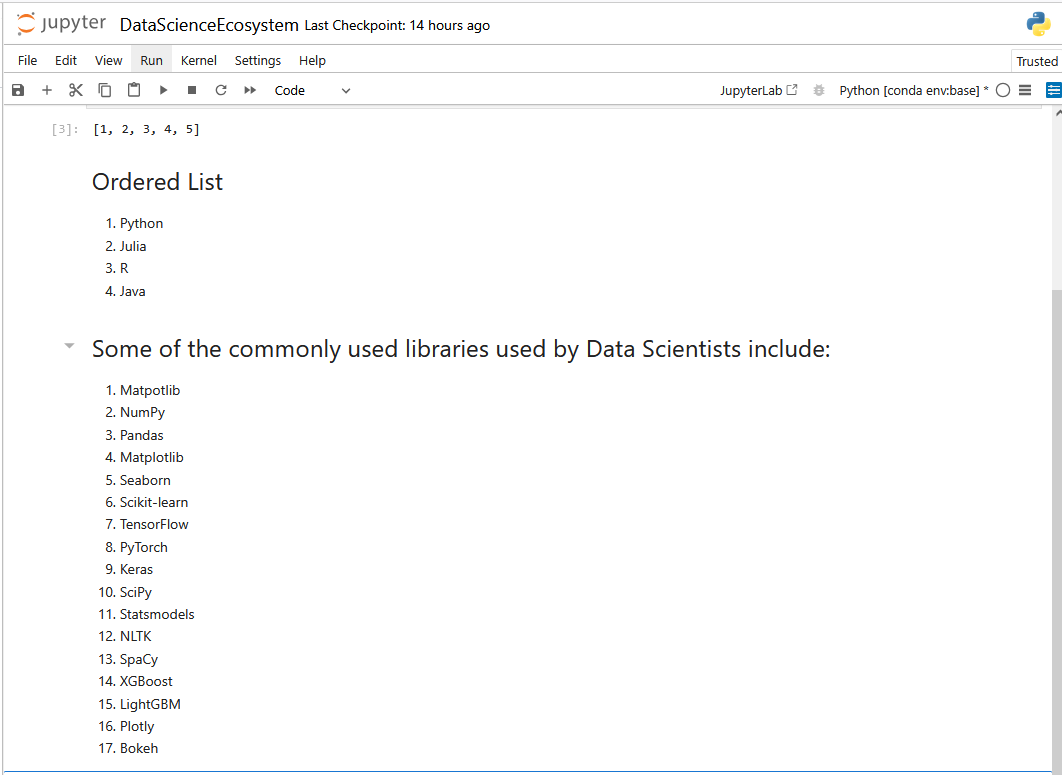 jupyter DataScienceEcosystem Last Checkpoint: 14 hours ago
File Edit View Run Kernel Settings Help Trusted
Code JupyterLab Python [conda env:base] *
[3]: [1, 2, 3, 4, 5]
Ordered List
1. Python
2. Julia
3. R
4. Java
Some of the commonly used libraries used by Data Scientists include:
1. Matpotlib
2. NumPy
3. Pandas
4. Matplotlib
5. Seaborn
6. Scikit-learn
7. TensorFlow
8. PyTorch
9. Keras
10. SciPy
11. Statsmodels
12. NLTK
13. SpaCy
14. XGBoost
15. LightGBM
16. Plotly
17. Bokeh